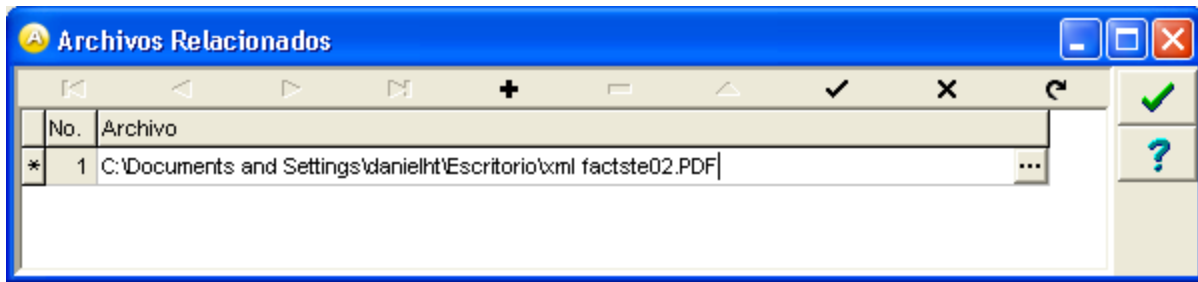 Archivos Relacionados
No. Archivo
* 1 C:\Documents and Settings\danielht\Escritorio\xml factste02.PDF ...